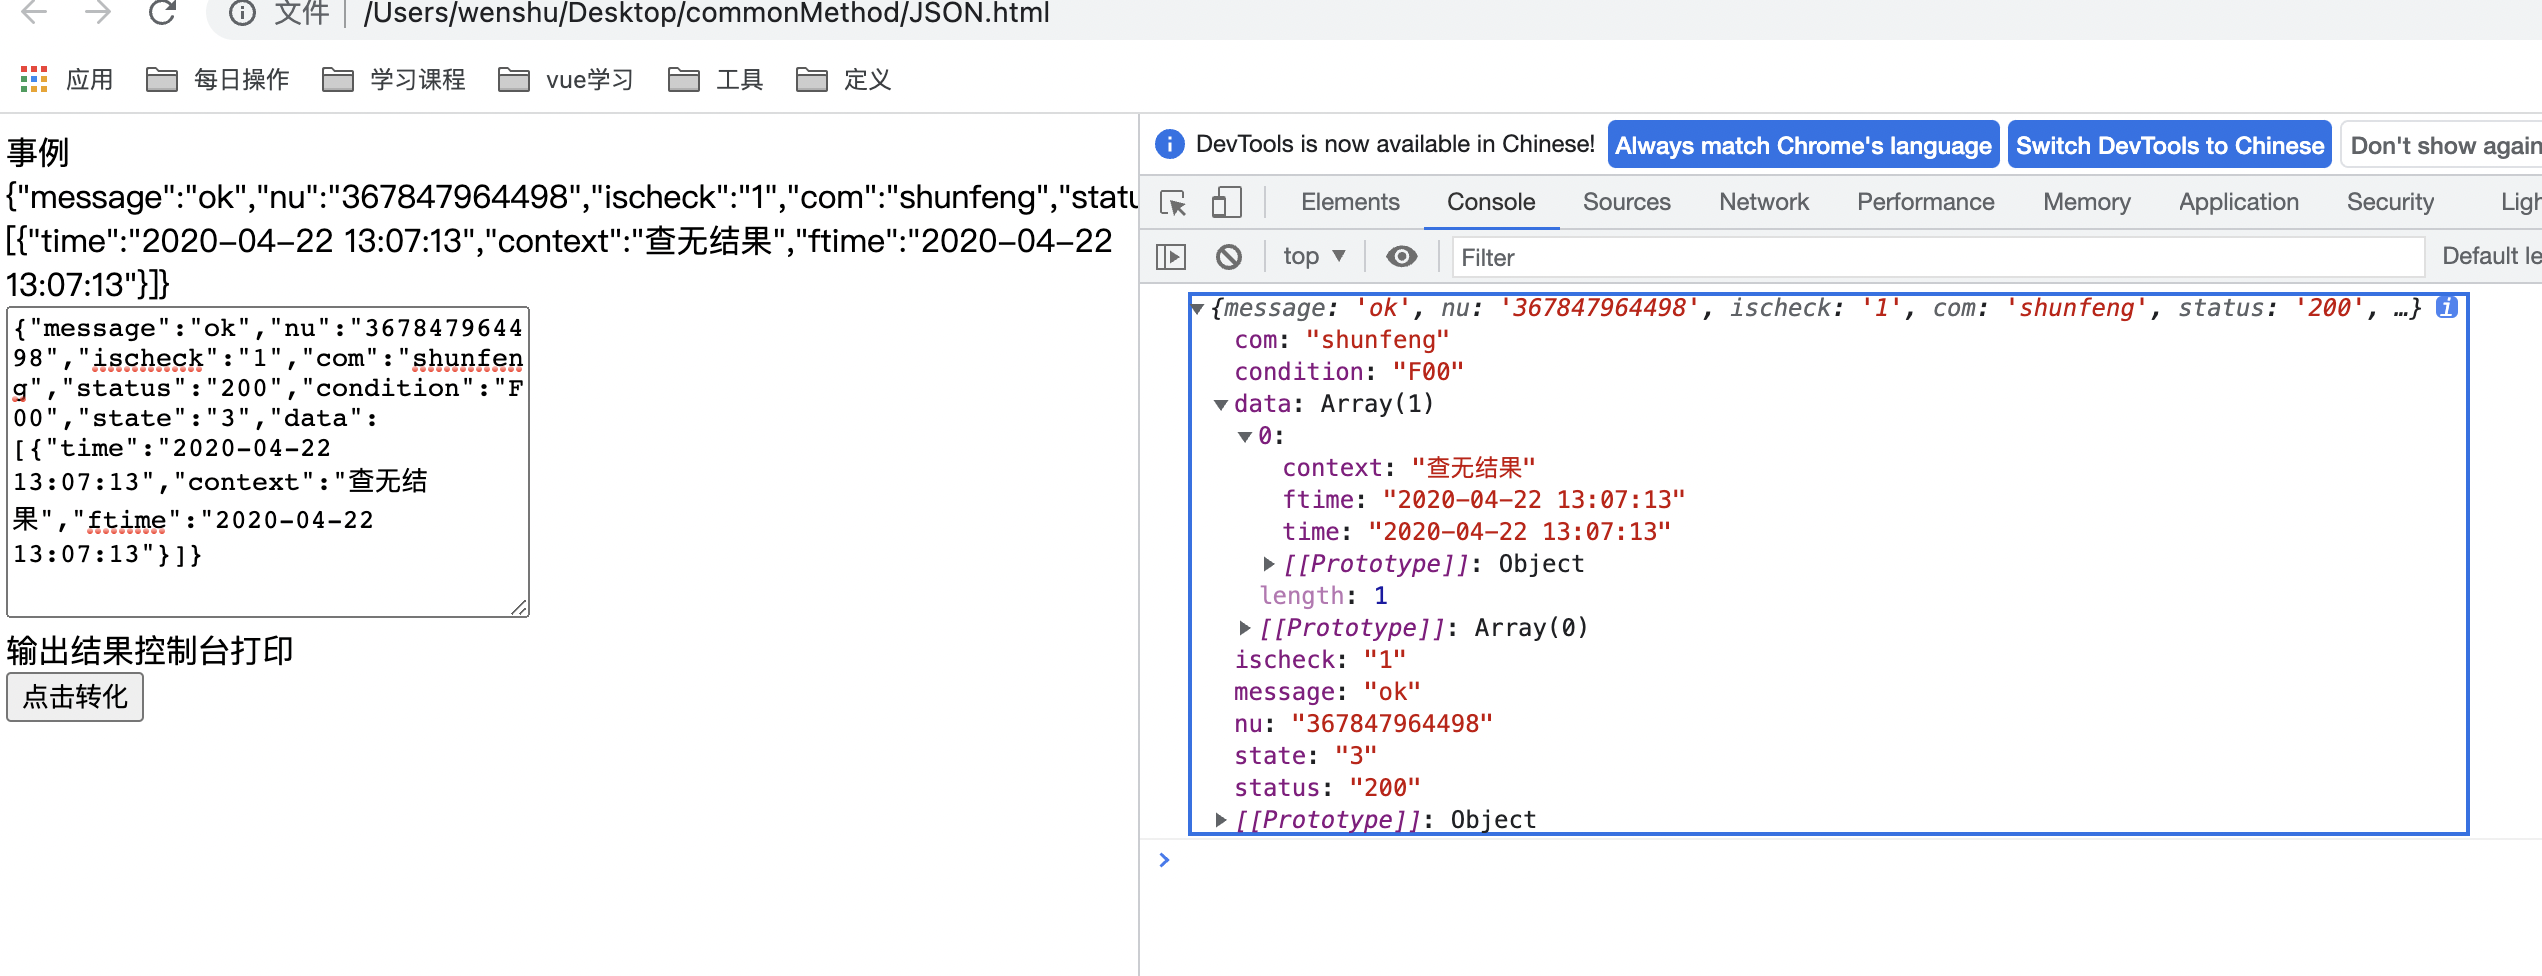 文件 /Users/wenshu/Desktop/commonMethod/JSON.html
应用 每日操作 学习课程 vue学习 工具 定义
事例
{"message":"ok","nu":"367847964498","ischeck":"1","com":"shunfeng","statu
[{"time":"2020-04-22 13:07:13","context":"查无结果","ftime":"2020-04-22
13:07:13"}]}
{"message":"ok","nu":"3678479644
98","ischeck":"1","com":"shunfen
g","status":"200","condition":"F
00","state":"3","data":
[{"time":"2020-04-22
13:07:13","context":"查无结
果","ftime":"2020-04-22
13:07:13"}]}
输出结果控制台打印
点击转化
DevTools is now available in Chinese! Always match Chrome's language Switch DevTools to Chinese Don't show again
Elements Console Sources Network Performance Memory Application Security Ligh
top Filter Default le
{message: 'ok', nu: '367847964498', ischeck: '1', com: 'shunfeng', status: '200', …}
com: "shunfeng"
condition: "F00"
data: Array(1)
0:
context: "查无结果"
ftime: "2020-04-22 13:07:13"
time: "2020-04-22 13:07:13"
[[Prototype]]: Object
length: 1
[[Prototype]]: Array(0)
ischeck: "1"
message: "ok"
nu: "367847964498"
state: "3"
status: "200"
[[Prototype]]: Object